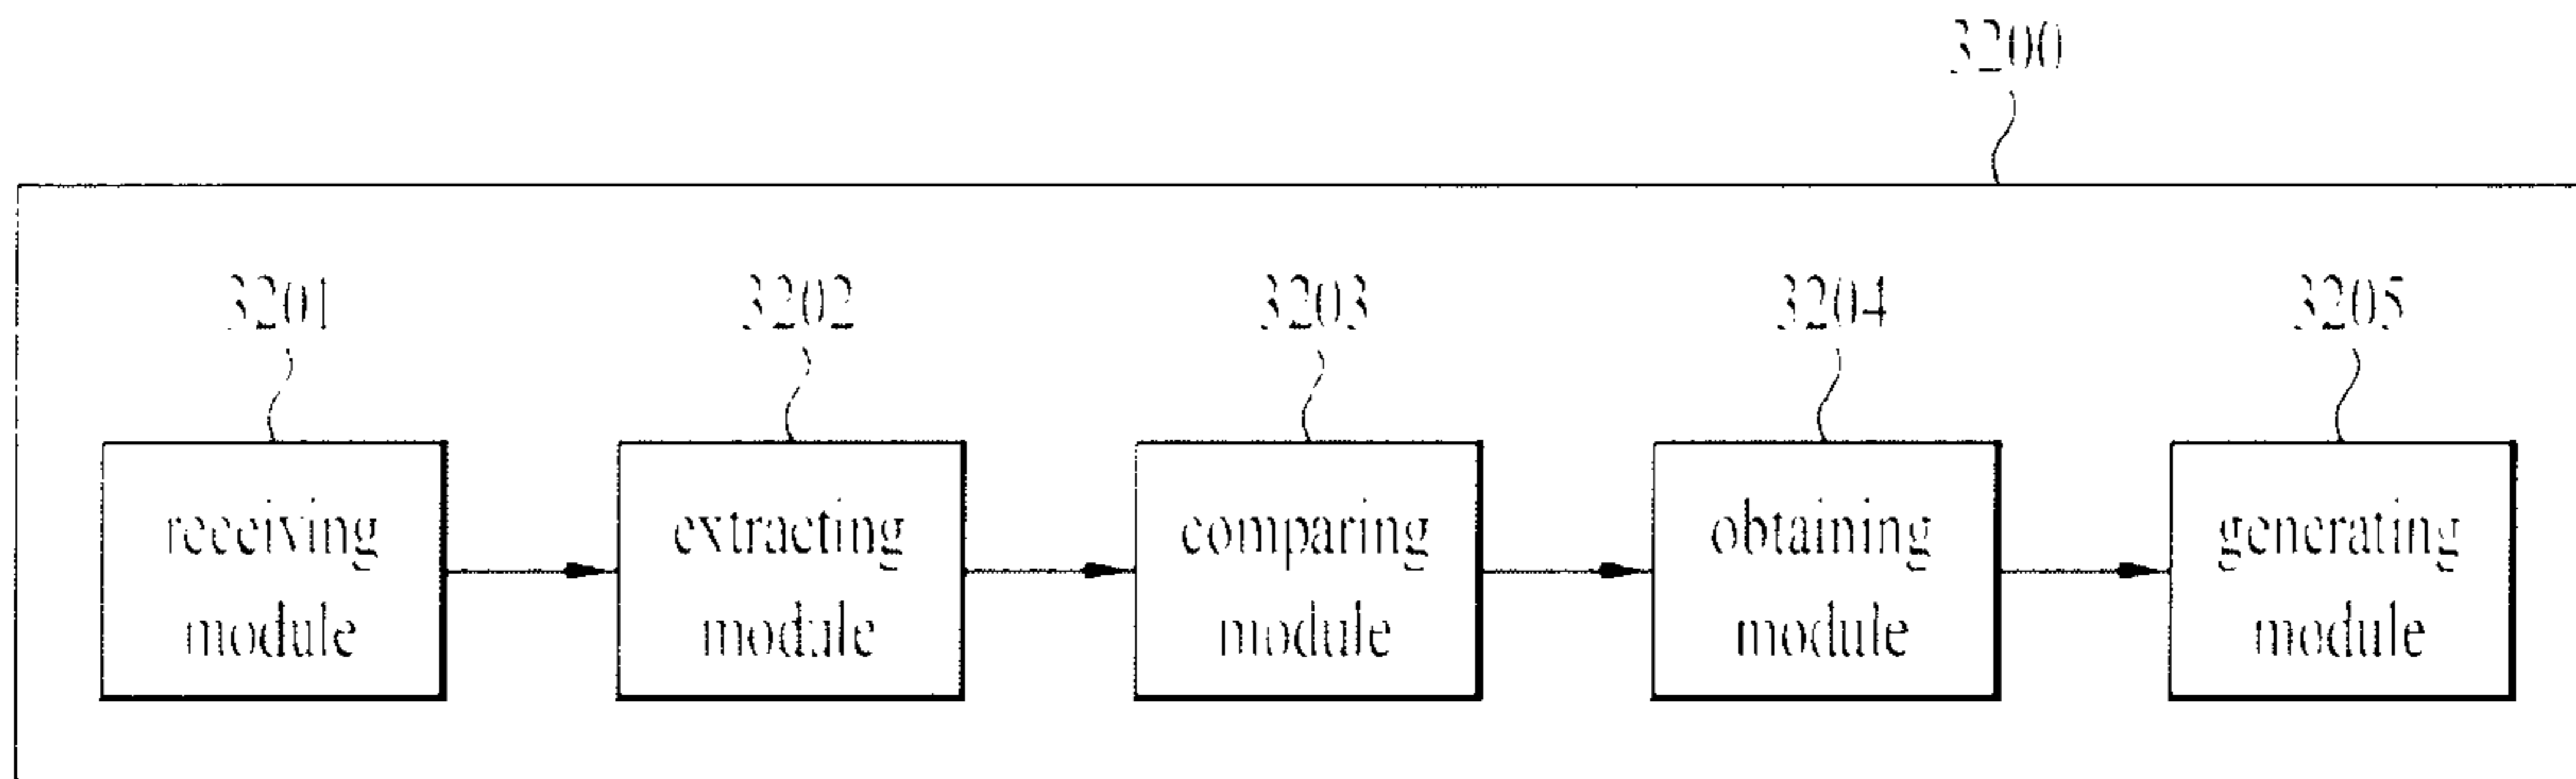 3200
3201
3202
3203
3204
3205
receiving
module
extracting
module
comparing
module
obtaining
module
generating
module